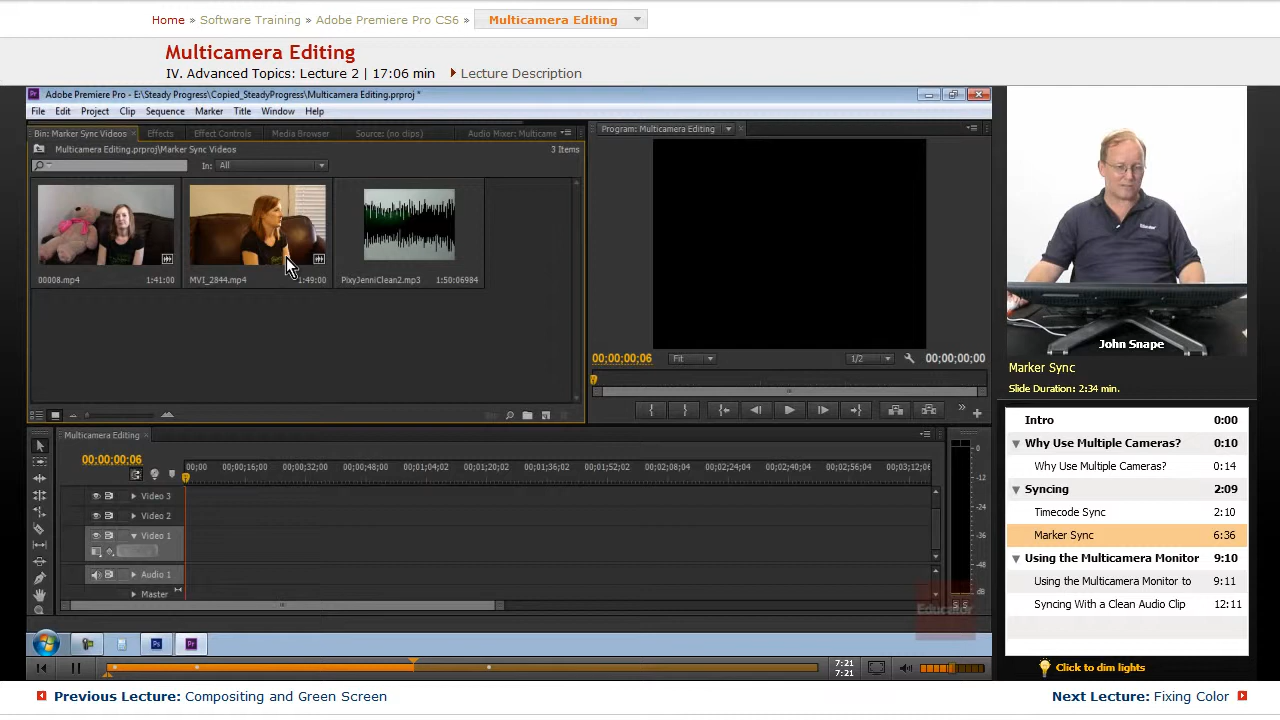 Home » Software Training » Adobe Premiere Pro CS6 » Multicamera Editing
Multicamera Editing
IV. Advanced Topics: Lecture 2 | 17:06 min Lecture Description
Adobe Premiere Pro - E:\Steady Progress\Copied_SteadyProgress\Multicamera Editing.prproj *
File Edit Project Clip Sequence Marker Title Window Help
Bin: Marker Sync Videos Effects Effect Controls Media Browser Source: (no clips) Audio Mixer: Multicame
Program: Multicamera Editing
Multicamera Editing.prproj\Marker Sync Videos 3 Items
In: All
00008.mp4 1:41:00 MVI_2844.mp4 1:49:00 PixyJenniClean2.mp3 1:50:06984
00;00;00;06 Fit 1/2 00;00;00;00
Multicamera Editing
00;00;00;06
00;00 00;00;16;00 00;00;32;00 00;00;48;00 00;01;04;02 00;01;20;02 00;01;36;02 00;01;52;02 00;02;08;04 00;02;24;04 00;02;40;04 00;02;56;04 00;03;12;06
Video 3
Video 2
Video 1
Audio 1
Master
0
-12
-24
-36
-48
dB
S S
Educator
7:21
7:21
John Snape
Marker Sync
Slide Duration: 2:34 min.
Intro 0:00
Why Use Multiple Cameras? 0:10
Why Use Multiple Cameras? 0:14
Syncing 2:09
Timecode Sync 2:10
Marker Sync 6:36
Using the Multicamera Monitor 9:10
Using the Multicamera Monitor to 9:11
Syncing With a Clean Audio Clip 12:11
Click to dim lights
Previous Lecture: Compositing and Green Screen
Next Lecture: Fixing Color